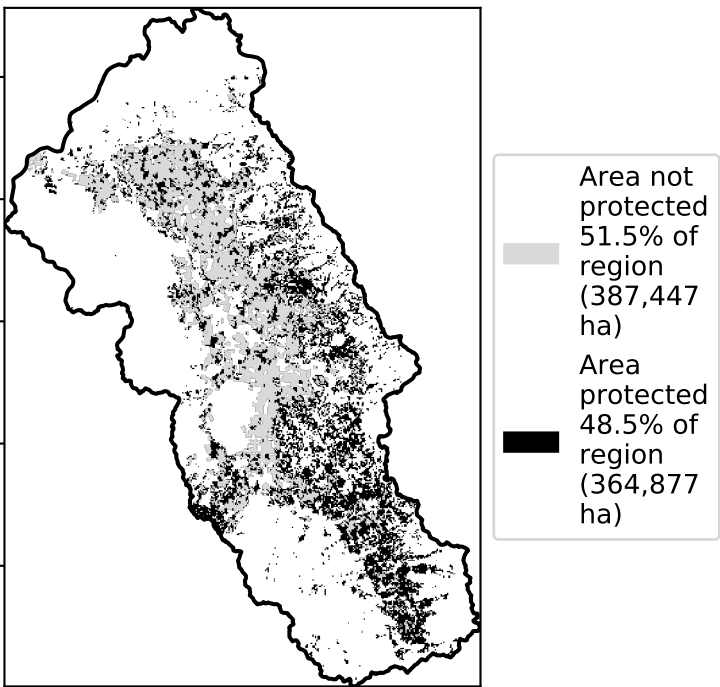 Area not
protected
51.5% of
region
(387,447
ha)
Area
protected
48.5% of
region
(364,877
ha)